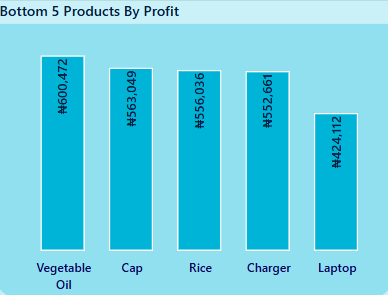 Bottom 5 Products By Profit
₦600,472
₦563,049
₦556,036
₦552,661
₦424,112
Vegetable Oil
Cap
Rice
Charger
Laptop